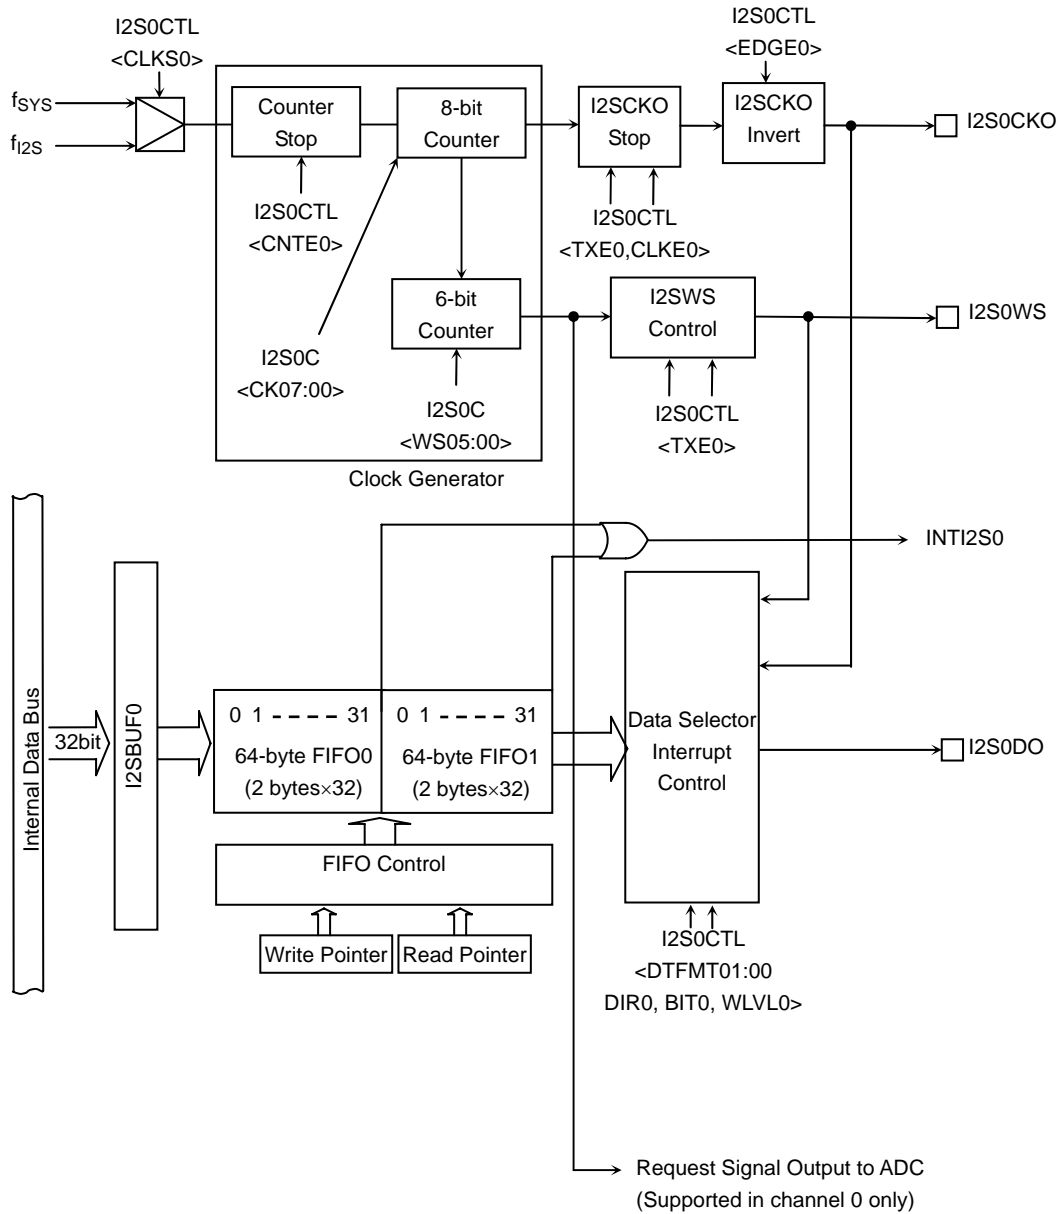 I2S0CTL
<CLKS0>
fSYS
fI2S
Counter
Stop
I2S0CTL
<CNTE0>
8-bit
Counter
I2SCKO
Stop
I2S0CTL
<TXE0,CLKE0>
I2S0CTL
<EDGE0>
I2SCKO
Invert
I2S0CKO
6-bit
Counter
I2S0C
<CK07:00>
I2S0C
<WS05:00>
Clock Generator
I2SWS
Control
I2S0CTL
<TXE0>
I2S0WS
INTI2S0
Internal Data Bus
32bit
I2SBUF0
0 1 ----- 31
64-byte FIFO0
(2 bytes×32)
0 1 ----- 31
64-byte FIFO1
(2 bytes×32)
FIFO Control
Write Pointer
Read Pointer
Data Selector
Interrupt
Control
I2S0DO
I2S0CTL
<DTFMT01:00
DIR0, BIT0, WLVL0>
Request Signal Output to ADC
(Supported in channel 0 only)